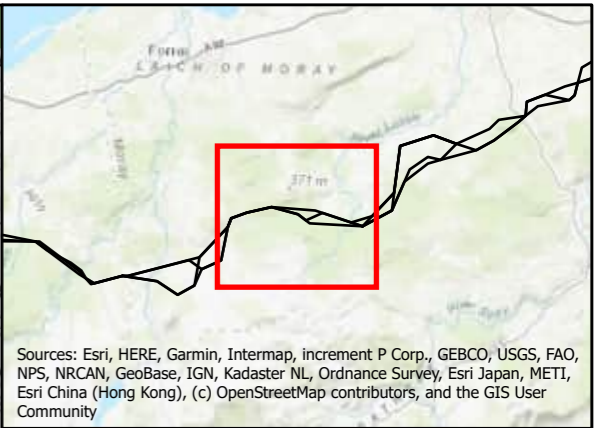 LAICH OF MORAY
371 m
Sources: Esri, HERE, Garmin, Intermap, increment P Corp., GEBCO, USGS, FAO,
NPS, NRCAN, GeoBase, IGN, Kadaster NL, Ordnance Survey, Esri Japan, METI,
Esri China (Hong Kong), (c) OpenStreetMap contributors, and the GIS User
Community